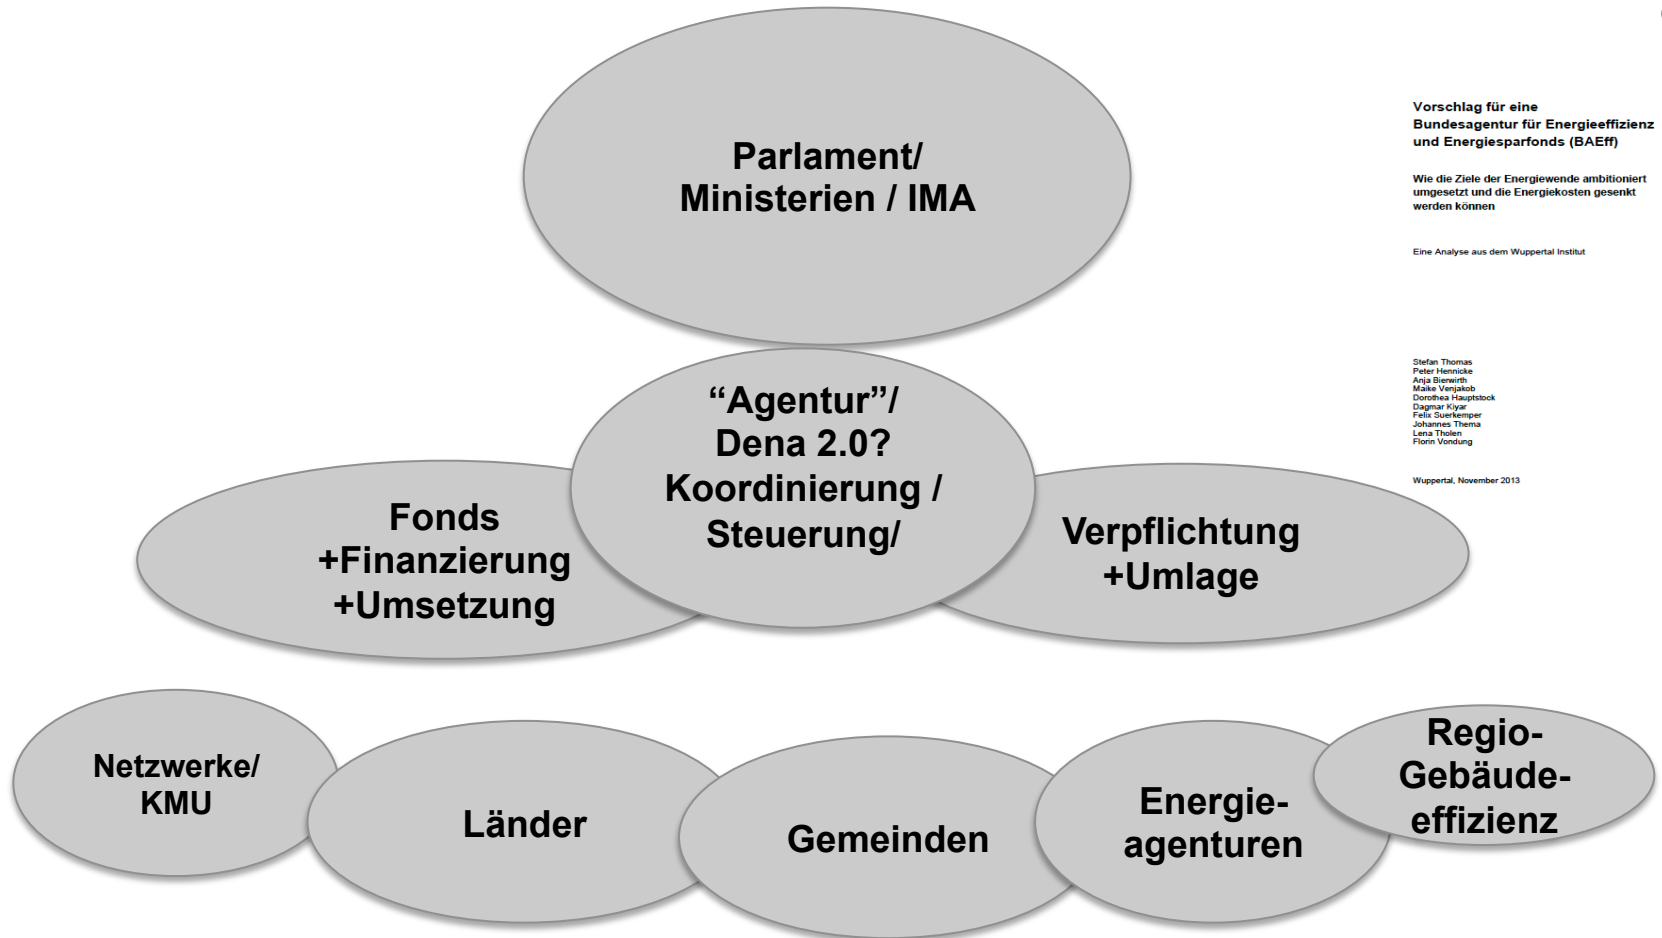 Parlament/
Ministerien / IMA
Vorschlag für eine
Bundesagentur für Energieeffizienz
und Energiesparfonds (BAEff)
Wie die Ziele der Energiewende ambitioniert
umgesetzt und die Energiekosten gesenkt
werden können
Eine Analyse aus dem Wuppertal Institut
Stefan Thomas
Peter Hennicke
Anja Bierwirth
Maike Venjakob
Dorothea Hauptstock
Dagmar Kiyar
Felix Suerkemper
Johannes Thema
Lena Tholen
Florin Vondung
Wuppertal, November 2013
“Agentur”/
Dena 2.0?
Koordinierung /
Steuerung/
Fonds
+Finanzierung
+Umsetzung
Verpflichtung
+Umlage
Netzwerke/
KMU
Länder
Gemeinden
Energie-
agenturen
Regio-
Gebäude-
effizienz